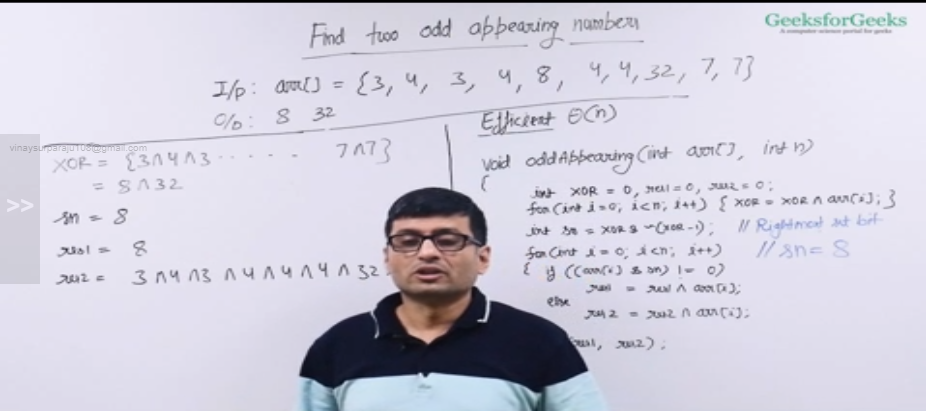 Find two odd appearing numbers
GeeksforGeeks
A computer science portal for geeks
I/p: arr[] = {3, 4, 3, 4, 8, 4, 4, 32, 7, 7}
O/p: 8 32
XOR = {3^4^3 ...... 7^7}
= 8^32
sn = 8
res1 = 8
res2 = 3^4^3^4^4^4^32
Efficient Θ(n)
void oddAppearing(int arr[], int n)
{
int XOR = 0, res1=0, res2=0;
for(int i=0; i<n; i++) { XOR = XOR ^ arr[i]; }
int sn = XOR & ~(XOR-1); // Rightmost set bit
for(int i=0; i<n; i++) // sn= 8
{ if ((arr[i] & sn) != 0)
res1 = res1 ^ arr[i];
else
res2 = res2 ^ arr[i];
(res1, res2);
>>